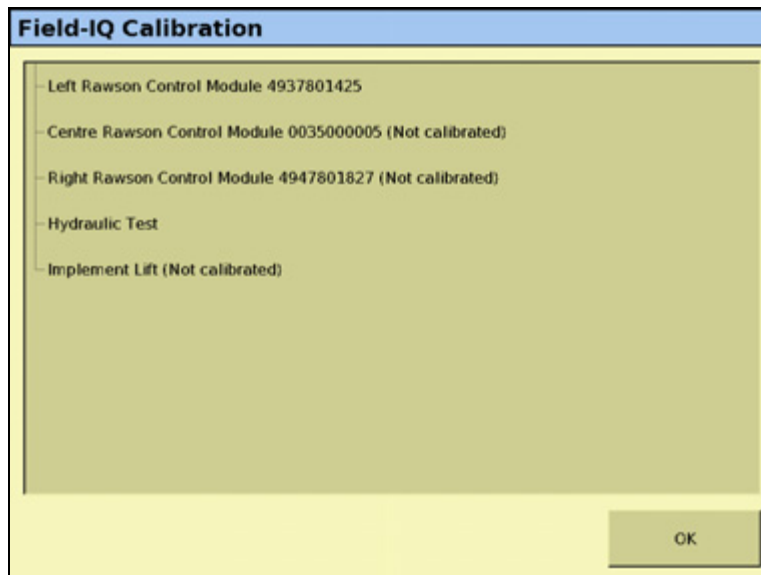 Field-IQ Calibration
Left Rawson Control Module 4937801425
Centre Rawson Control Module 0035000005 (Not calibrated)
Right Rawson Control Module 4947801827 (Not calibrated)
Hydraulic Test
Implement Lift (Not calibrated)
OK